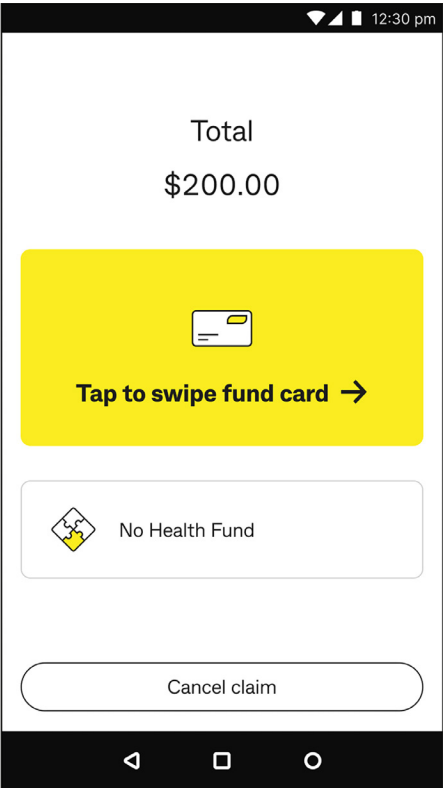 12:30 pm
Total
$200.00
Tap to swipe fund card →
No Health Fund
Cancel claim